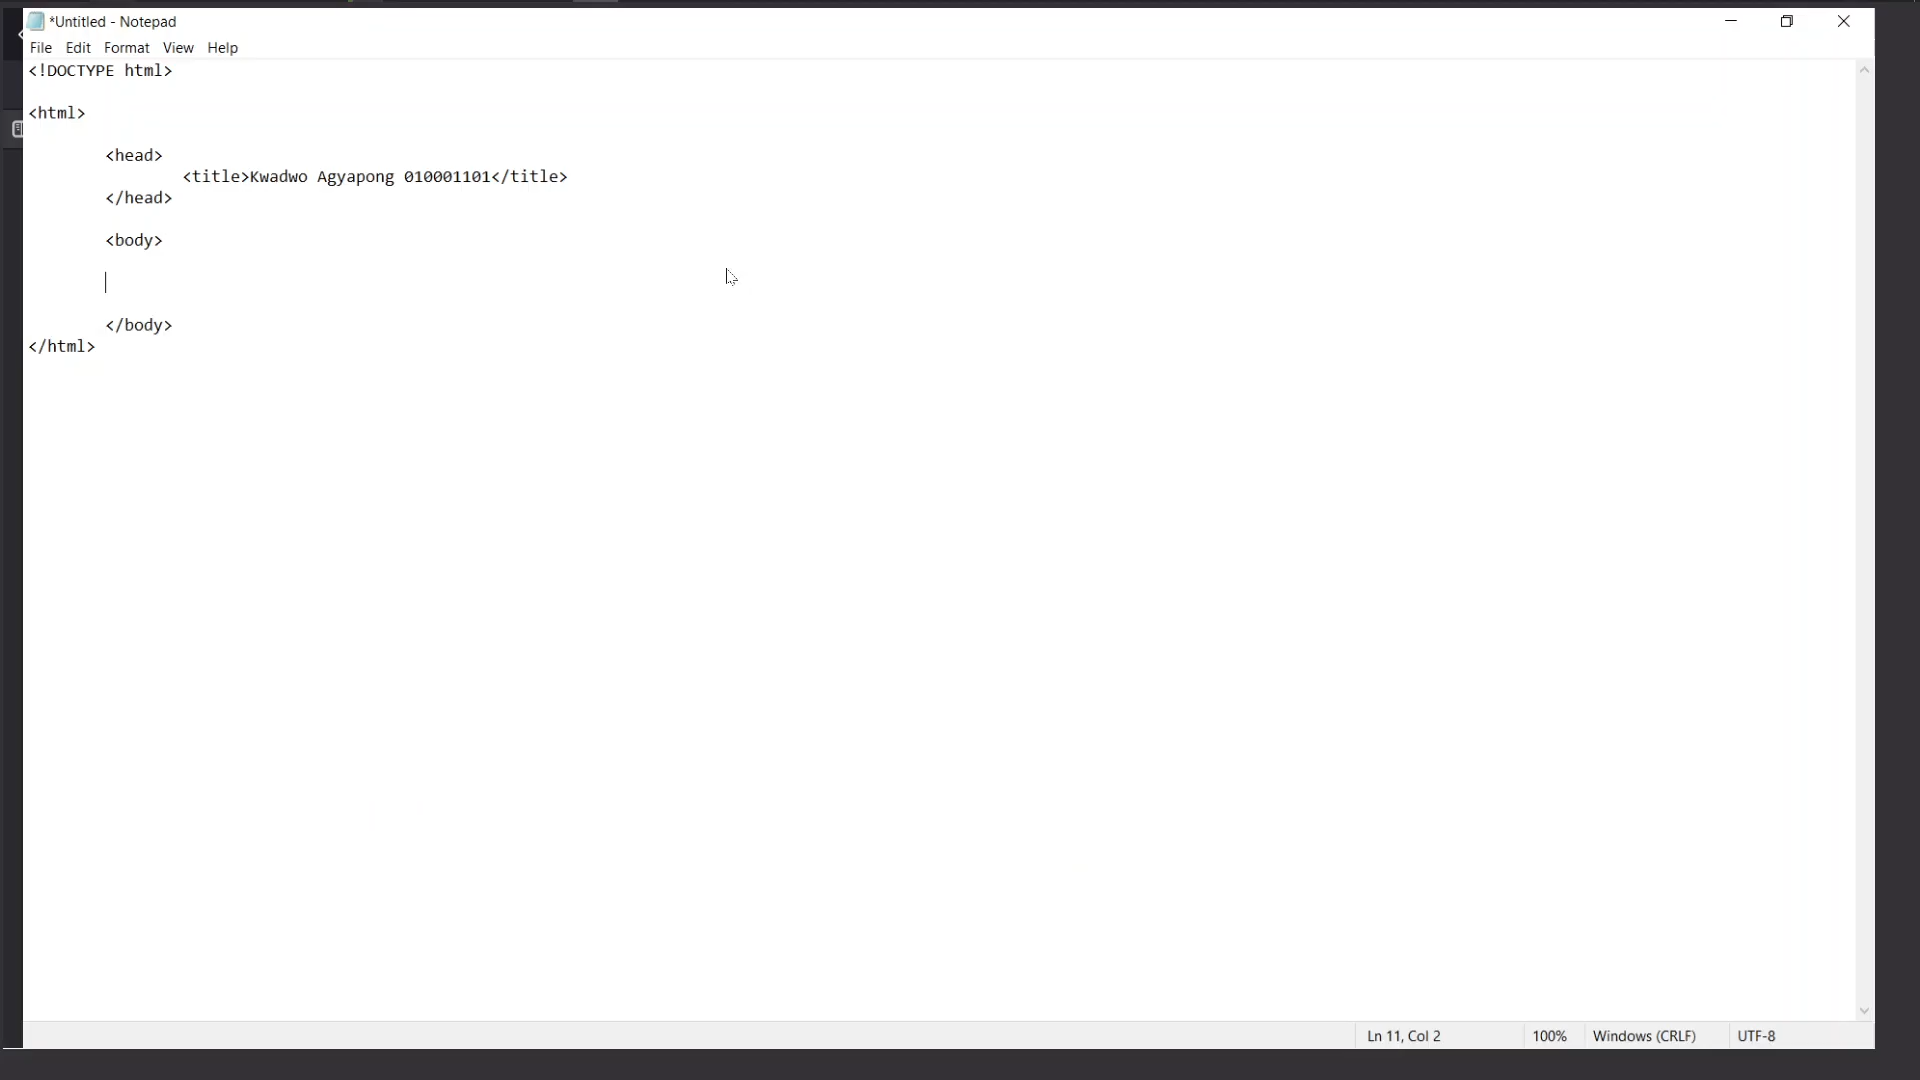 *Untitled - Notepad
File Edit Format View Help
<!DOCTYPE html>
<html>
<head>
<title>Kwadwo Agyapong 010001101</title>
</head>
<body>
</body>
</html>
Ln 11, Col 2 100% Windows (CRLF) UTF-8